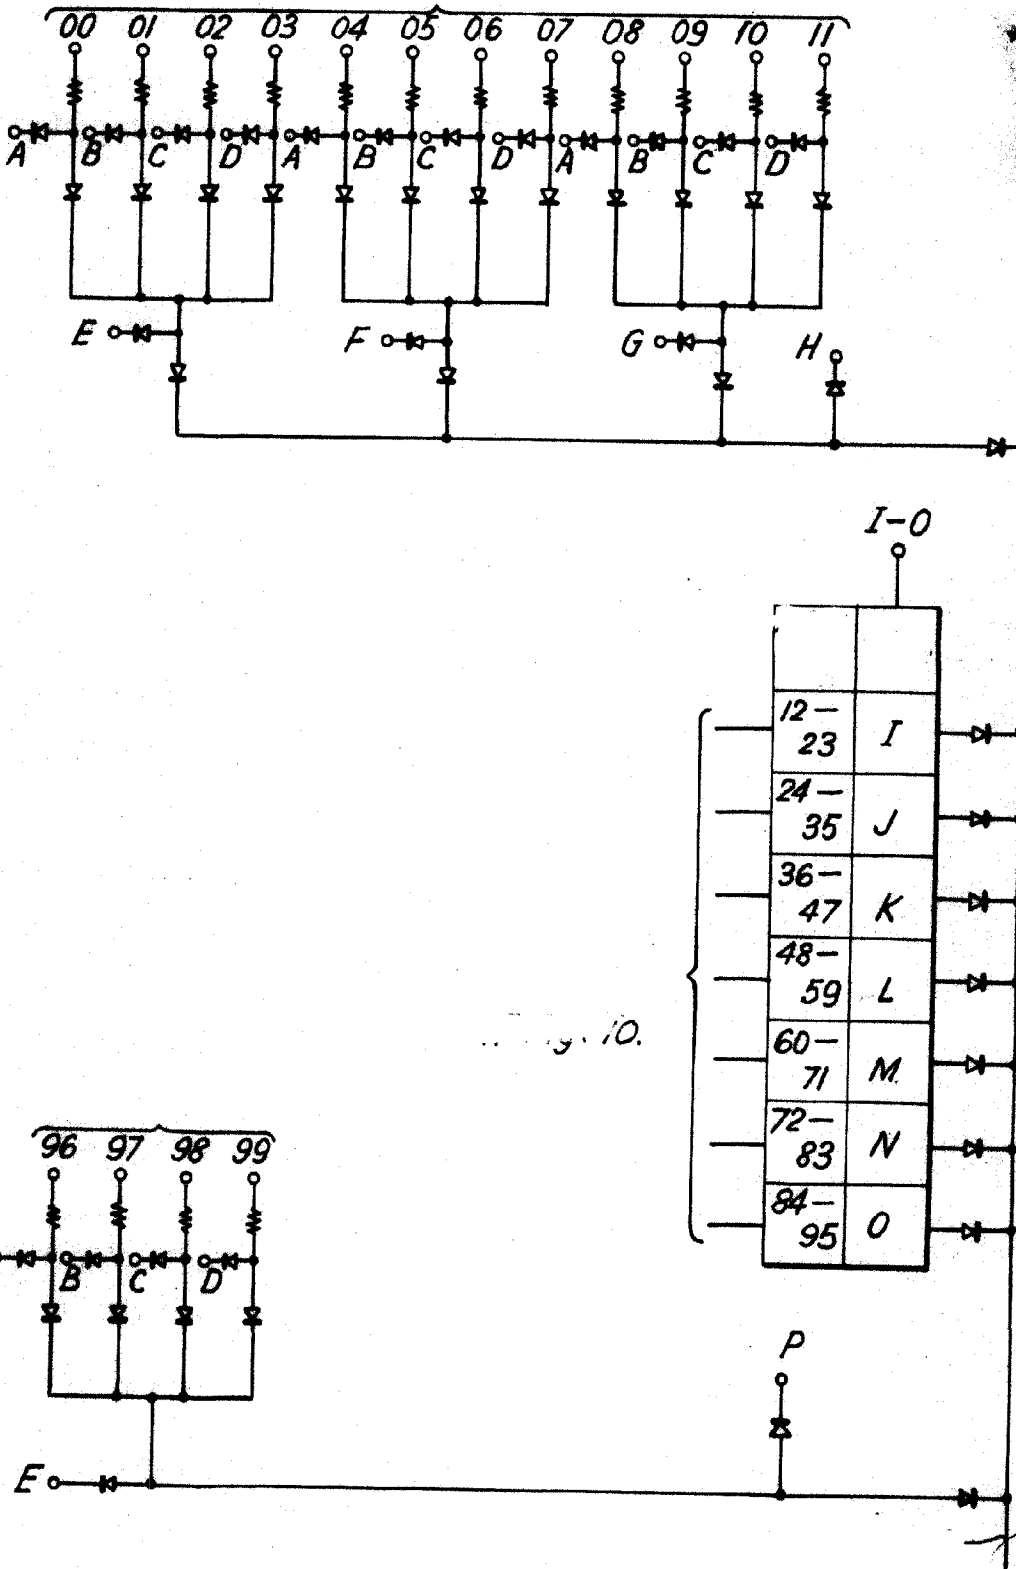 00 01 02 03 04 05 06 07 08 09 10 11
A B C D A B C D A B C D
E F G H
I-O
12-
23 I
24-
35 J
36-
47 K
48-
59 L
10.
60-
71 M
72-
83 N
84-
95 O
96 97 98 99
B C D
P
E